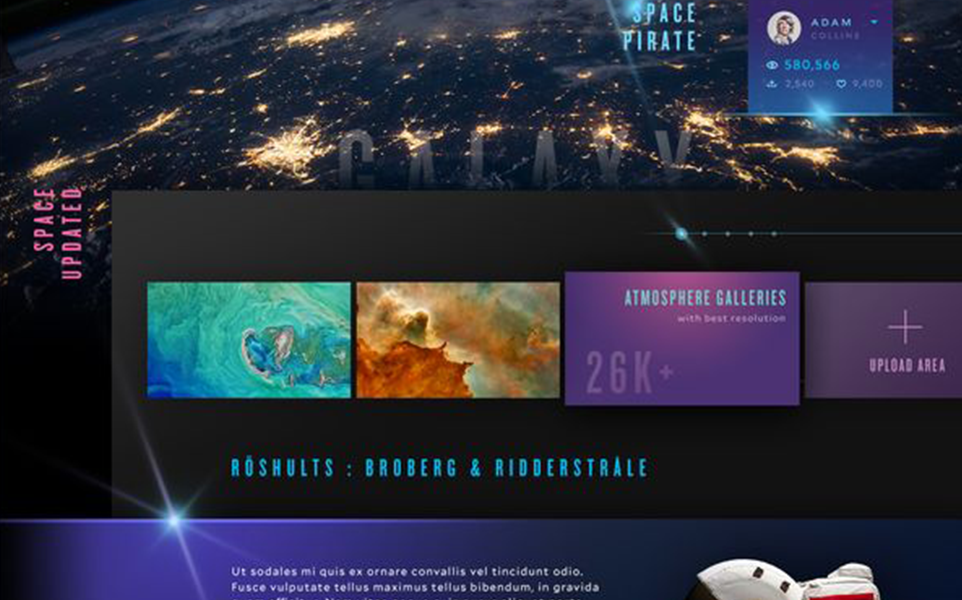 SPACE
PIRATE
ADAM
COLLINS
580,566
2,540
9,400
GALAXY
SPACE
UPDATED
ATMOSPHERE GALLERIES
with best resolution
26K+
UPLOAD AREA
RÖSHULTS : BROBERG & RIDDERSTRÅLE
Ut sodales mi quis ex ornare convallis vel tincidunt odio.
Fusce vulputate tellus maximus tellus bibendum, in gravida